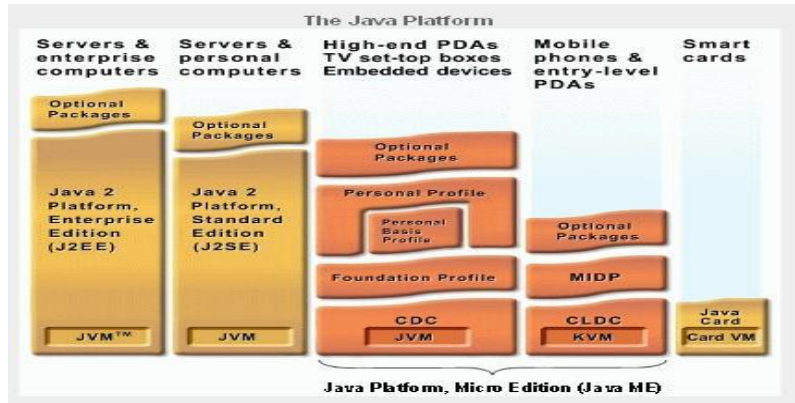 The Java Platform
Servers &
enterprise
computers
Servers &
personal
computers
High-end PDAs
TV set-top boxes
Embedded devices
Mobile
phones &
entry-level
PDAs
Smart
cards
Optional
Packages
Java 2
Platform,
Enterprise
Edition
(J2EE)
JVM™
Optional
Packages
Java 2
Platform,
Standard
Edition
(J2SE)
JVM
Optional
Packages
Personal Profile
Personal
Basis
Profile
Foundation Profile
CDC
JVM
Optional
Packages
MIDP
CLDC
KVM
Java
Card
Card VM
Java Platform, Micro Edition (Java ME)